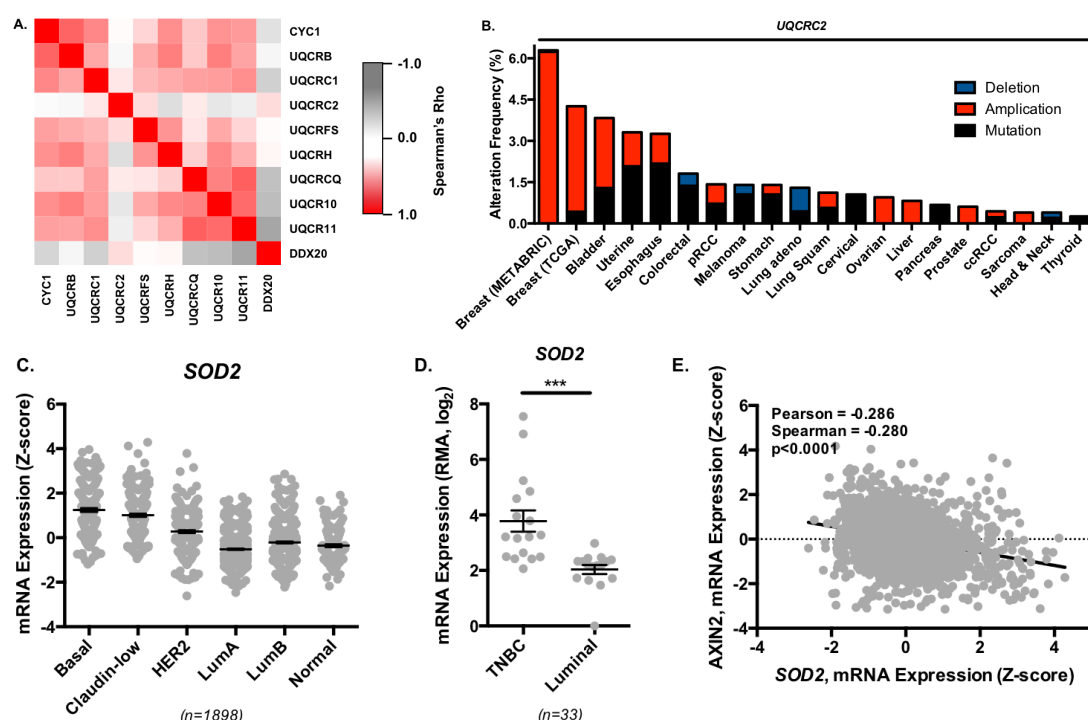 A.
CYC1
UQCRB
UQCRC1
UQCRC2
UQCRFS
UQCRH
UQCRCQ
UQCR10
UQCR11
DDX20
CYC1
UQCRB
UQCRC1
UQCRC2
UQCRFS
UQCRH
UQCRCQ
UQCR10
UQCR11
DDX20
-1.0
0.0
1.0
Spearman's Rho
B.
UQCRC2
Alteration Frequency (%)
6.0
4.5
3.0
1.5
0.0
Deletion
Amplication
Mutation
Breast (METABRIC)
Breast (TCGA)
Bladder
Uterine
Esophagus
Colorectal
pRCC
Melanoma
Stomach
Lung adeno
Lung Squam
Cervical
Ovarian
Liver
Pancreas
Prostate
ccRCC
Sarcoma
Head & Neck
Thyroid
C.
SOD2
mRNA Expression (Z-score)
6
4
2
0
-2
-4
Basal
Claudin-low
HER2
LumA
LumB
Normal
(n=1898)
D.
SOD2
***
mRNA Expression (RMA, log2)
8
6
4
2
0
TNBC
Luminal
(n=33)
E.
Pearson = -0.286
Spearman = -0.280
p<0.0001
AXIN2, mRNA Expression (Z-score)
6
4
2
0
-2
-4
-4
-2
0
2
4
SOD2, mRNA Expression (Z-score)